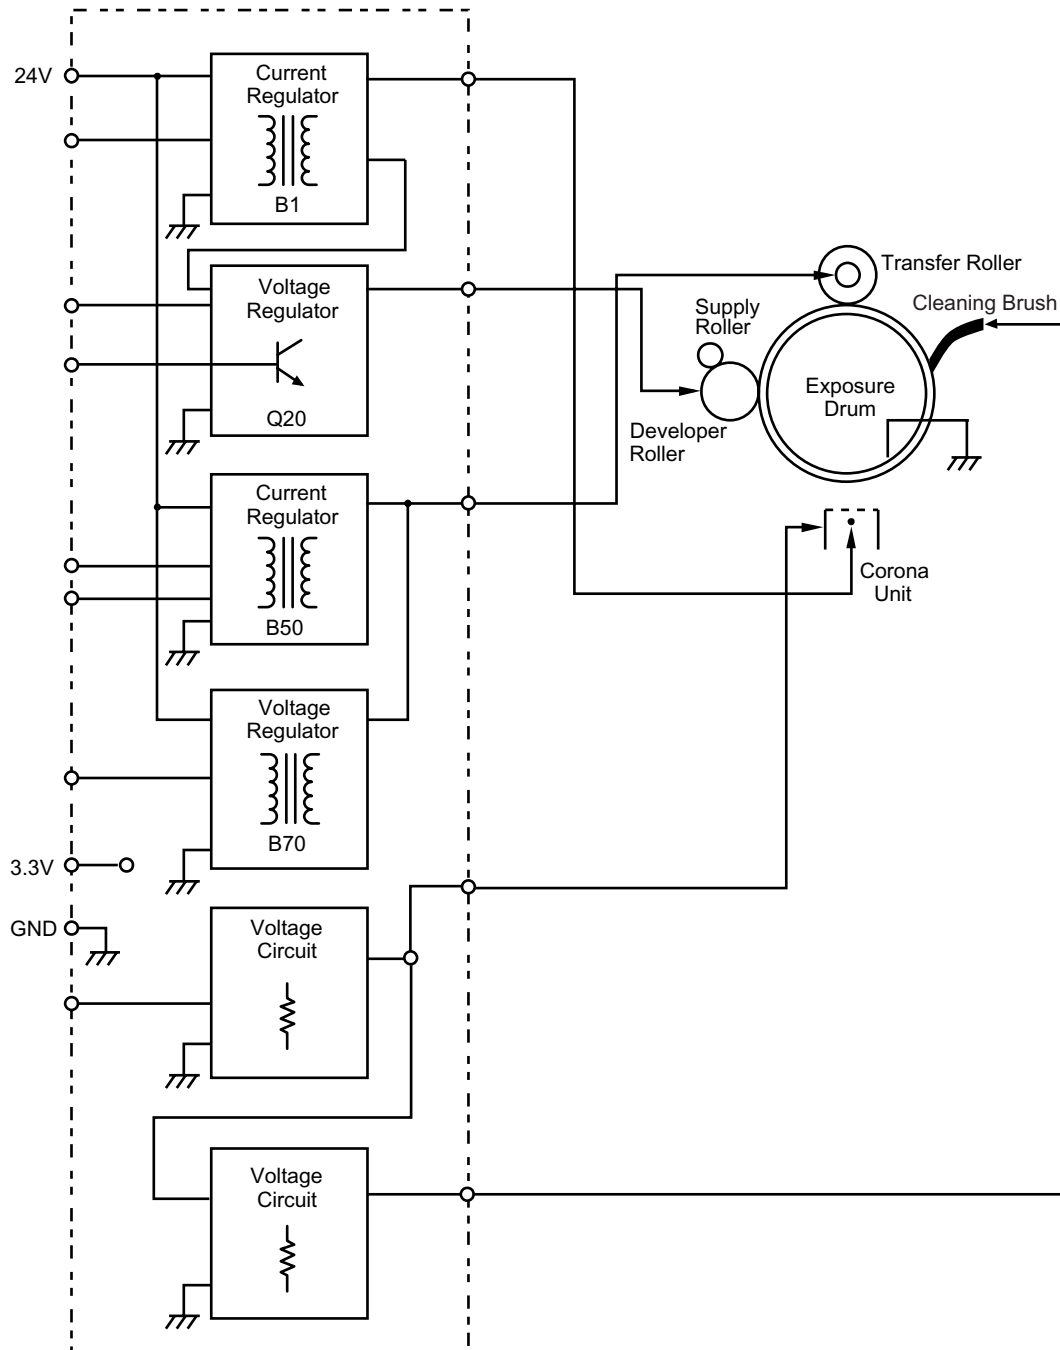 24V
Current
Regulator
B1
Voltage
Regulator
Q20
Current
Regulator
B50
Voltage
Regulator
B70
3.3V
GND
Voltage
Circuit
Voltage
Circuit
Transfer Roller
Cleaning Brush
Supply
Roller
Exposure
Drum
Developer
Roller
Corona
Unit